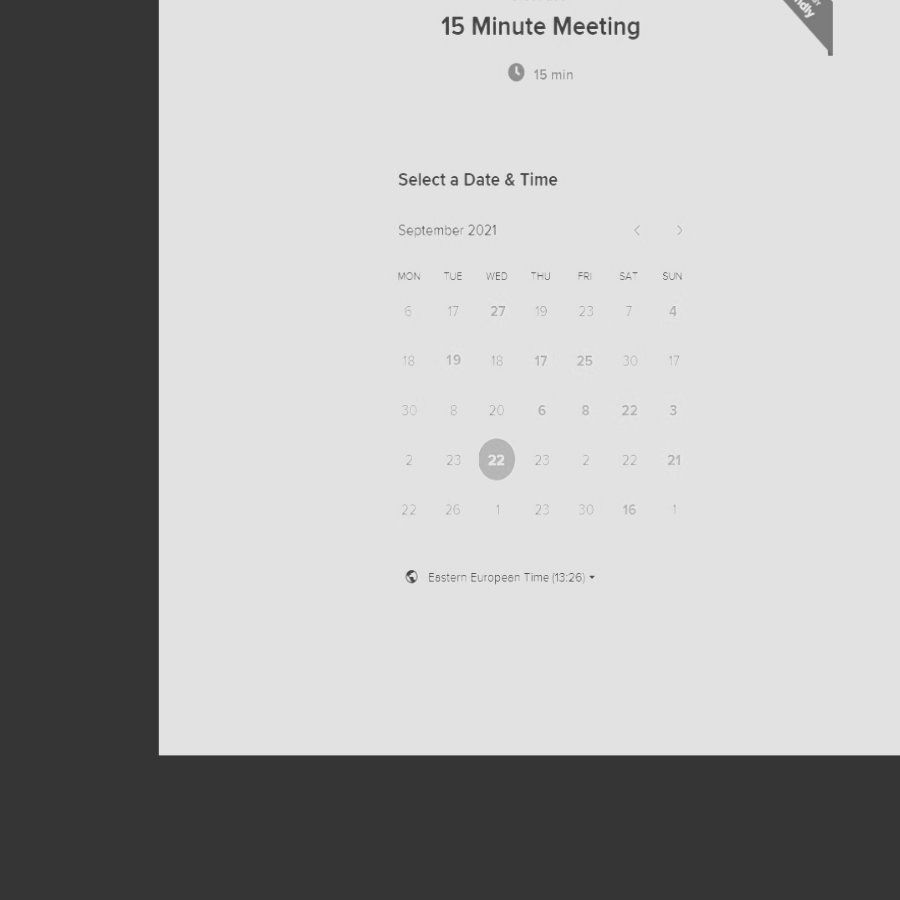 15 Minute Meeting
15 min
Select a Date & Time
September 2021
MON TUE WED THU FRI SAT SUN
6 17 27 19 23 7 4
18 19 18 17 25 30 17
30 8 20 6 8 22 3
2 23 22 23 2 22 21
22 26 1 23 30 16 1
Eastern European Time (13:26)